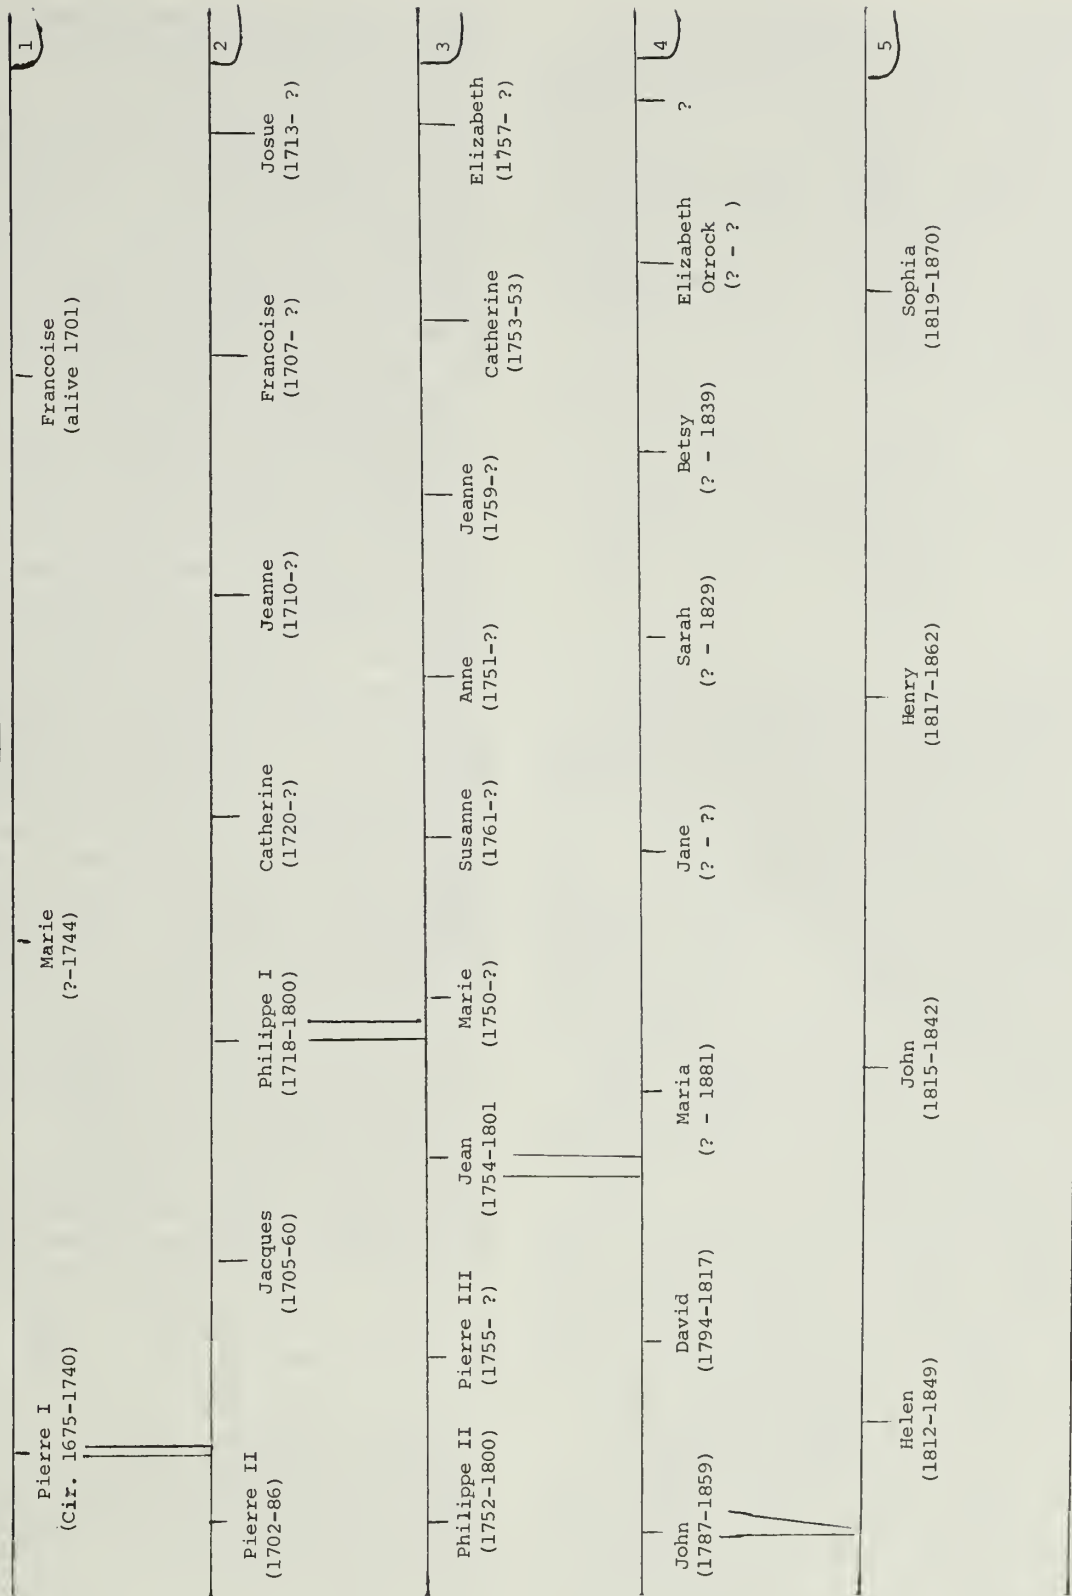 1
Pierre I
(Cir. 1675-1740)
Marie
(?-1744)
Francoise
(alive 1701)
2
Pierre II
(1702-86)
Jacques
(1705-60)
Philippe I
(1718-1800)
Catherine
(1720-?)
Jeanne
(1710-?)
Francoise
(1707- ?)
Josue
(1713- ?)
3
Philippe II
(1752-1800)
Pierre III
(1755- ?)
Jean
(1754-1801
Marie
(1750-?)
Susanne
(1761-?)
Anne
(1751-?)
Jeanne
(1759-?)
Catherine
(1753-53)
Elizabeth
(1757- ?)
4
John
(1787-1859)
David
(1794-1817)
Maria
(? - 1881)
Jane
(? - ?)
Sarah
(? - 1829)
Betsy
(? - 1839)
Elizabeth
Orrock
(? - ? )
?
5
Helen
(1812-1849)
John
(1815-1842)
Henry
(1817-1862)
Sophia
(1819-1870)